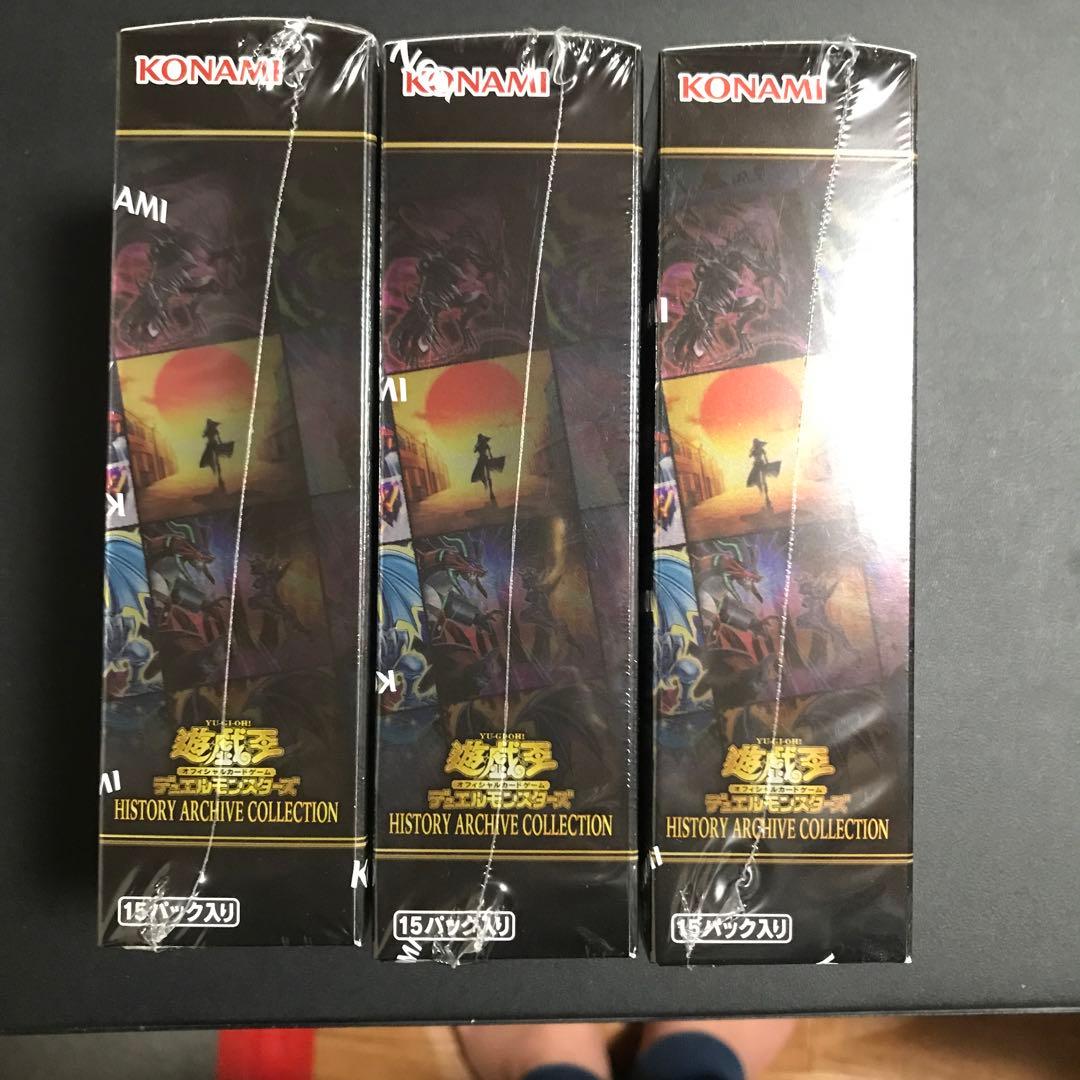 KONAMI
AMI
K
MI
K
YU-GI-OH!
遊戯王
オフィシャルカードゲーム
デュエルモンスターズ
HISTORY ARCHIVE COLLECTION
15パック入り
KONAMI
MI
K
YU-GI-OH!
遊戯王
オフィシャルカードゲーム
デュエルモンスターズ
HISTORY ARCHIVE COLLECTION
15パック入り
MI
KONAMI
I
YU-GI-OH!
遊戯王
オフィシャルカードゲーム
デュエルモンスターズ
HISTORY ARCHIVE COLLECTION
MI
15パック入り